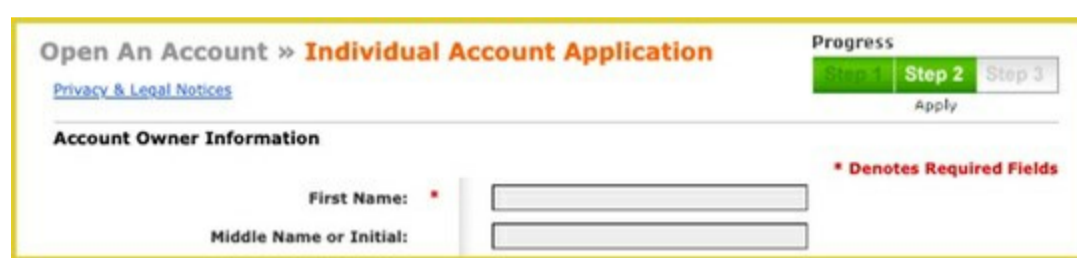 Open An Account » Individual Account Application
Progress
Step 1 Step 2 Step 3
Apply
Privacy & Legal Notices
Account Owner Information
* Denotes Required Fields
First Name: *
Middle Name or Initial: